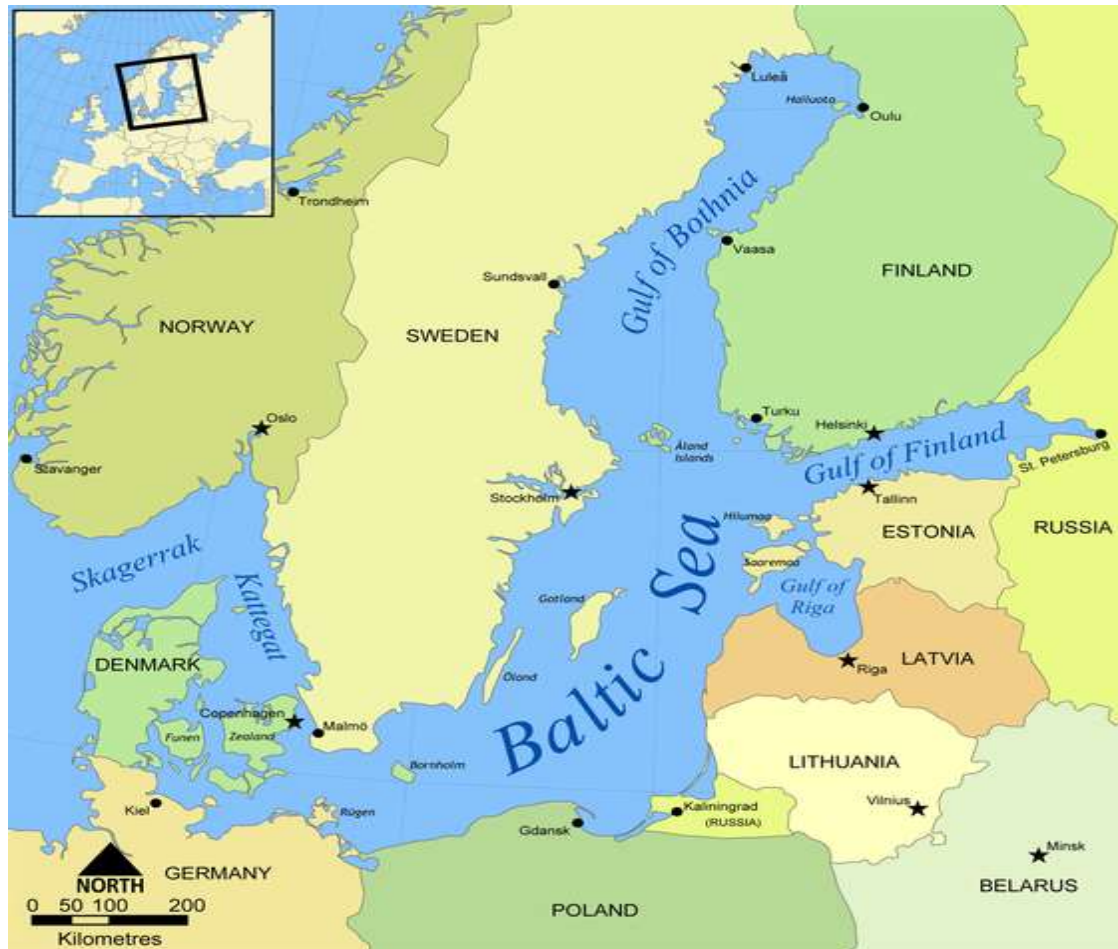 Luleå
Hailuoto
Oulu
Trondheim
Gulf of Bothnia
Vaasa
FINLAND
Sundsvall
NORWAY
SWEDEN
Oslo
Turku
Helsinki
Åland
Islands
Gulf of Finland
St. Petersburg
Stavanger
Stockholm
Tallinn
Hiiumaa
ESTONIA
RUSSIA
Skagerrak
Kattegat
Saaremaa
Gulf of
Riga
Gotland
Baltic Sea
DENMARK
Riga
LATVIA
Öland
Copenhagen
Malmö
Funen
Zealand
Bornholm
LITHUANIA
Kiel
Rügen
Gdansk
Kaliningrad
(RUSSIA)
Vilnius
Minsk
GERMANY
NORTH
BELARUS
POLAND
0 50 100 200
Kilometres